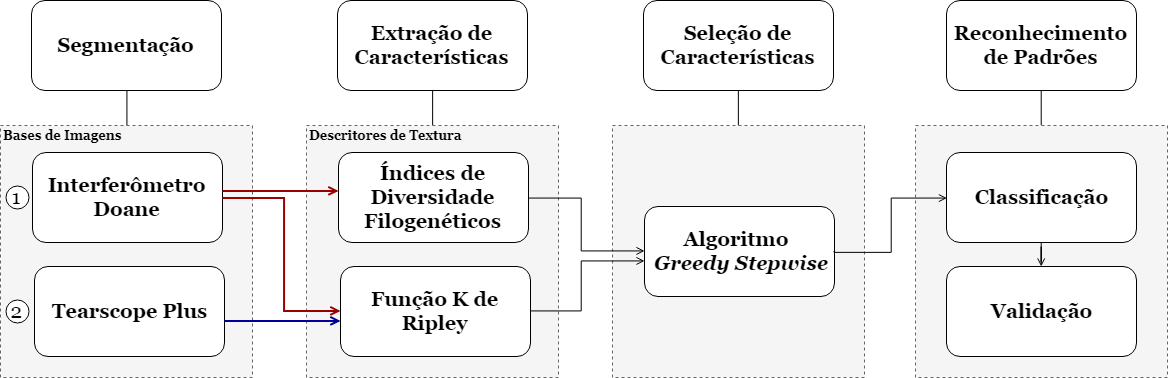 Segmentação
Extração de
Características
Seleção de
Características
Reconhecimento
de Padrões
Bases de Imagens
1
Interferômetro
Doane
2
Tearscope Plus
Descritores de Textura
Índices de
Diversidade
Filogenéticos
Função K de
Ripley
Algoritmo
Greedy Stepwise
Classificação
Validação